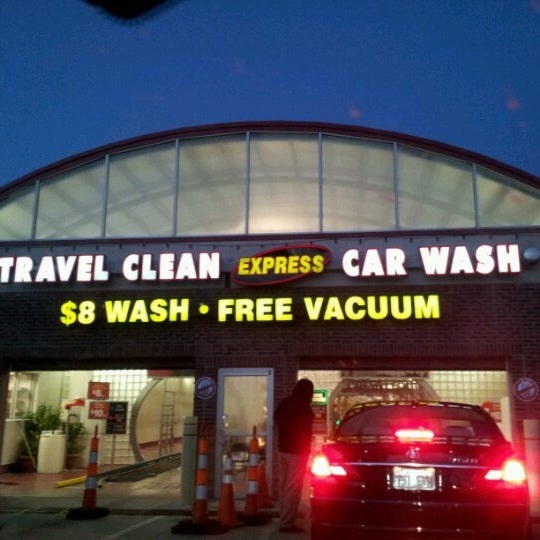 TRAVEL CLEAN EXPRESS CAR WASH
$8 WASH • FREE VACUUM